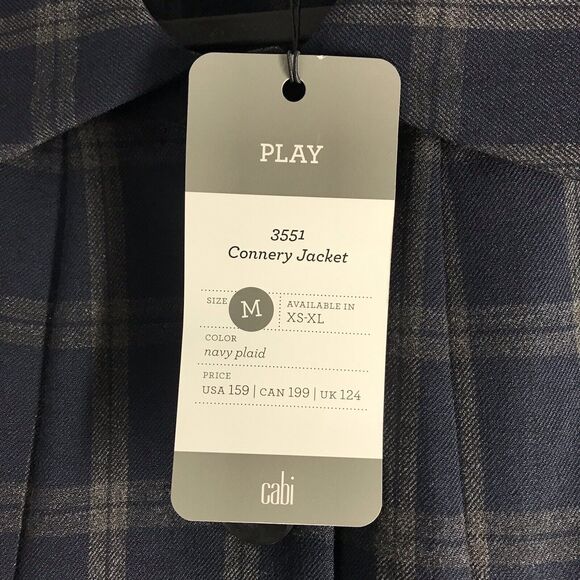 PLAY
3551
Connery Jacket
SIZE M AVAILABLE IN
XS-XL
COLOR
navy plaid
PRICE
USA 159 | CAN 199 | UK 124
cabi